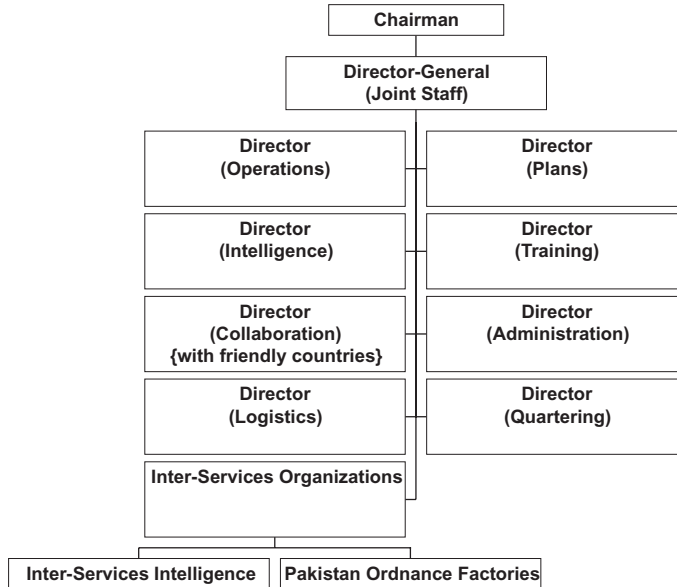 Chairman
Director-General
(Joint Staff)
Director
(Operations)
Director
(Plans)
Director
(Intelligence)
Director
(Training)
Director
(Collaboration)
{with friendly countries}
Director
(Administration)
Director
(Logistics)
Director
(Quartering)
Inter-Services Organizations
Inter-Services Intelligence
Pakistan Ordnance Factories